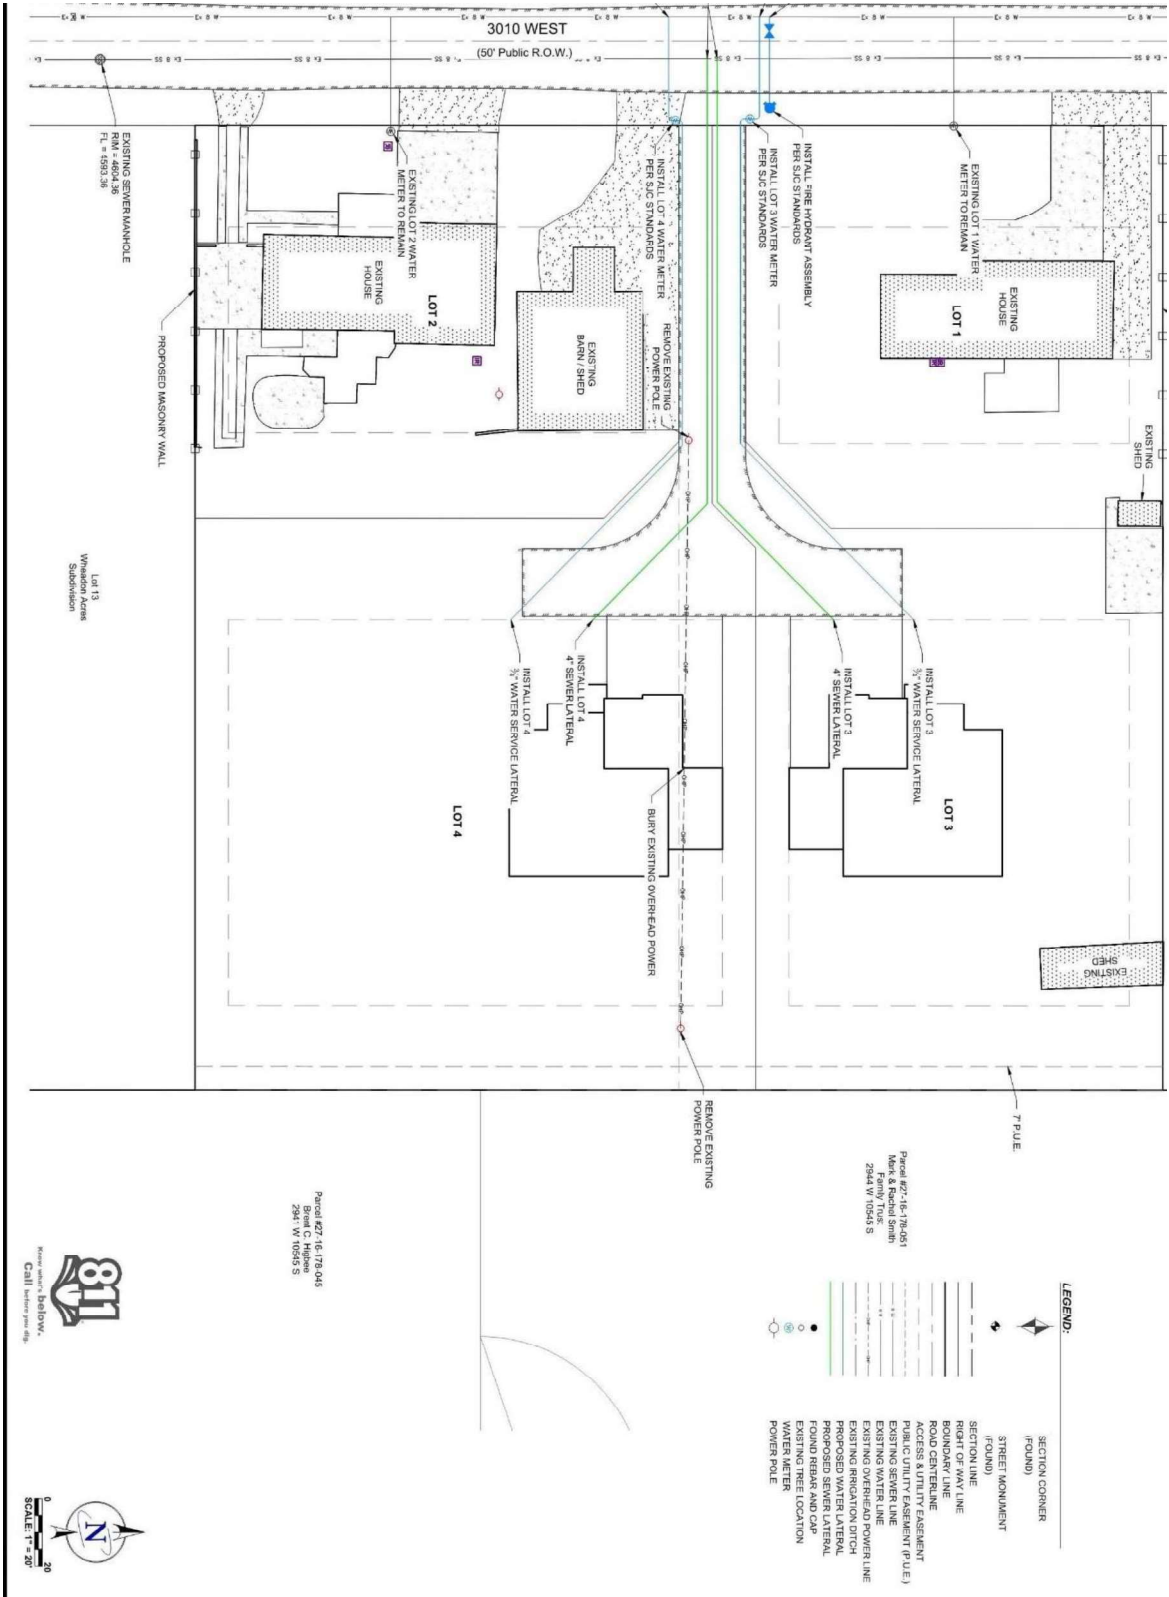 3010 WEST
(50' Public R.O.W.)
EXISTING SEWER MANHOLE
RIM = 4604.36
FL = 4593.36
EXISTING LOT 2 WATER
METER TO REMAIN
INSTALL LOT 4 WATER METER
PER SJC STANDARDS
INSTALL FIRE HYDRANT ASSEMBLY
PER SJC STANDARDS
INSTALL LOT 3 WATER METER
PER SJC STANDARDS
EXISTING LOT 1 WATER
METER TO REMAIN
EXISTING
HOUSE
LOT 2
EXISTING
BARN / SHED
REMOVE EXISTING
POWER POLE
EXISTING
HOUSE
LOT 1
PROPOSED MASONRY WALL
EXISTING
SHED
Lot 13
Wheadon Acres
Subdivision
INSTALL LOT 4
¾" WATER SERVICE LATERAL
INSTALL LOT 4
4" SEWER LATERAL
INSTALL LOT 3
4" SEWER LATERAL
INSTALL LOT 3
¾" WATER SERVICE LATERAL
LOT 4
BURY EXISTING OVERHEAD POWER
LOT 3
EXISTING
SHED
REMOVE EXISTING
POWER POLE
7' P.U.E.
Parcel #27-16-178-051
Mark & Rachel Smith
Family Trust
2944 W 10545 S
Parcel #27-16-178-045
Brent C. Higbee
2941 W 10545 S
811
Know what's below.
Call before you dig.
LEGEND:
SECTION CORNER
(FOUND)
STREET MONUMENT
(FOUND)
SECTION LINE
RIGHT OF WAY LINE
BOUNDARY LINE
ROAD CENTERLINE
ACCESS & UTILITY EASEMENT
PUBLIC UTILITY EASEMENT (P.U.E.)
EXISTING SEWER LINE
EXISTING WATER LINE
EXISTING OVERHEAD POWER LINE
EXISTING IRRIGATION DITCH
PROPOSED WATER LATERAL
PROPOSED SEWER LATERAL
FOUND REBAR AND CAP
EXISTING TREE LOCATION
WATER METER
POWER POLE
N
0 20
SCALE: 1" = 20'